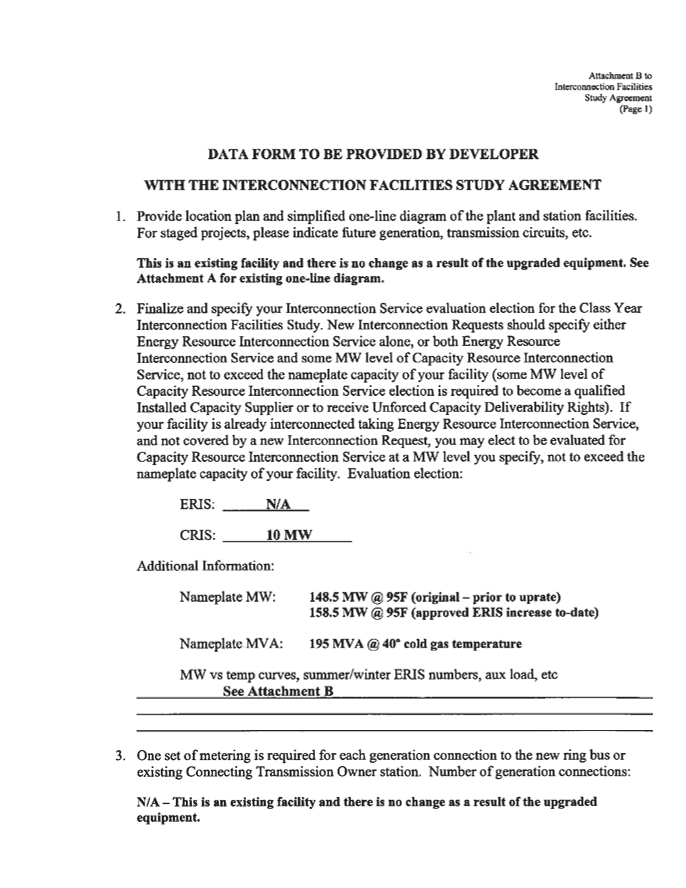 Attachment B to
Interconnection Facilities
Study Agreement
(Page 1)
DATA FORM TO BE PROVIDED BY DEVELOPER
WITH THE INTERCONNECTION FACILITIES STUDY AGREEMENT
1. Provide location plan and simplified one-line diagram of the plant and station facilities.
For staged projects, please indicate future generation, transmission circuits, etc.
This is an existing facility and there is no change as a result of the upgraded equipment. See
Attachment A for existing one-line diagram.
2. Finalize and specify your Interconnection Service evaluation election for the Class Year
Interconnection Facilities Study. New Interconnection Requests should specify either
Energy Resource Interconnection Service alone, or both Energy Resource
Interconnection Service and some MW level of Capacity Resource Interconnection
Service, not to exceed the nameplate capacity of your facility (some MW level of
Capacity Resource Interconnection Service election is required to become a qualified
Installed Capacity Supplier or to receive Unforced Capacity Deliverability Rights). If
your facility is already interconnected taking Energy Resource Interconnection Service,
and not covered by a new Interconnection Request, you may elect to be evaluated for
Capacity Resource Interconnection Service at a MW level you specify, not to exceed the
nameplate capacity of your facility. Evaluation election:
ERIS: N/A
CRIS: 10 MW
Additional Information:
Nameplate MW: 148.5 MW @ 95F (original – prior to uprate)
158.5 MW @ 95F (approved ERIS increase to-date)
Nameplate MVA: 195 MVA @ 40° cold gas temperature
MW vs temp curves, summer/winter ERIS numbers, aux load, etc
See Attachment B
3. One set of metering is required for each generation connection to the new ring bus or
existing Connecting Transmission Owner station. Number of generation connections:
N/A – This is an existing facility and there is no change as a result of the upgraded
equipment.